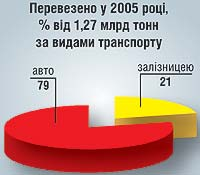 Перевезено у 2005 році,
% від 1,27 млрд тонн
за видами транспорту
авто
79
залізницею
21